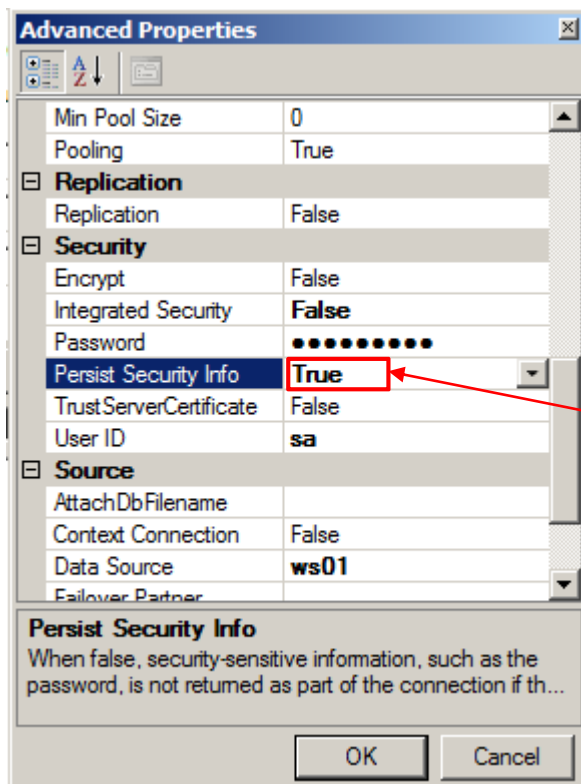 Advanced Properties
Min Pool Size 0
Pooling True
Replication
Replication False
Security
Encrypt False
Integrated Security False
Password ●●●●●●●●●
Persist Security Info True
TrustServerCertificate False
User ID sa
Source
AttachDbFilename
Context Connection False
Data Source ws01
Failover Partner
Persist Security Info
When false, security-sensitive information, such as the
password, is not returned as part of the connection if th...
OK Cancel